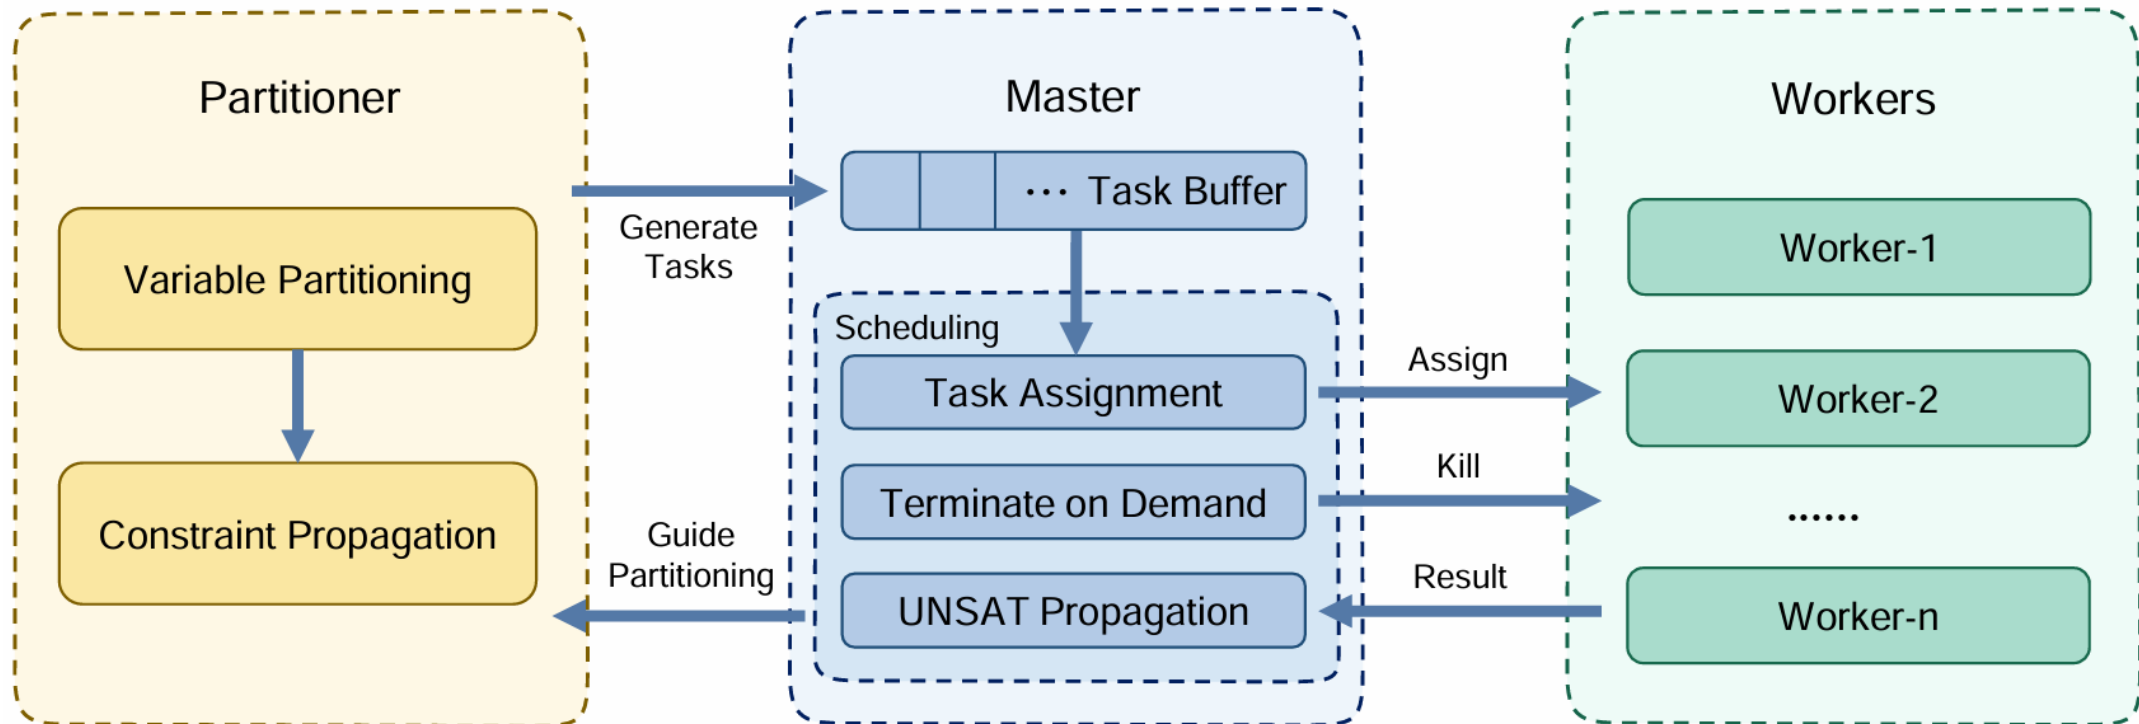 Partitioner
Variable Partitioning
Constraint Propagation
Generate
Tasks
Guide
Partitioning
Master
... Task Buffer
Scheduling
Task Assignment
Terminate on Demand
UNSAT Propagation
Assign
Kill
Result
Workers
Worker-1
Worker-2
......
Worker-n